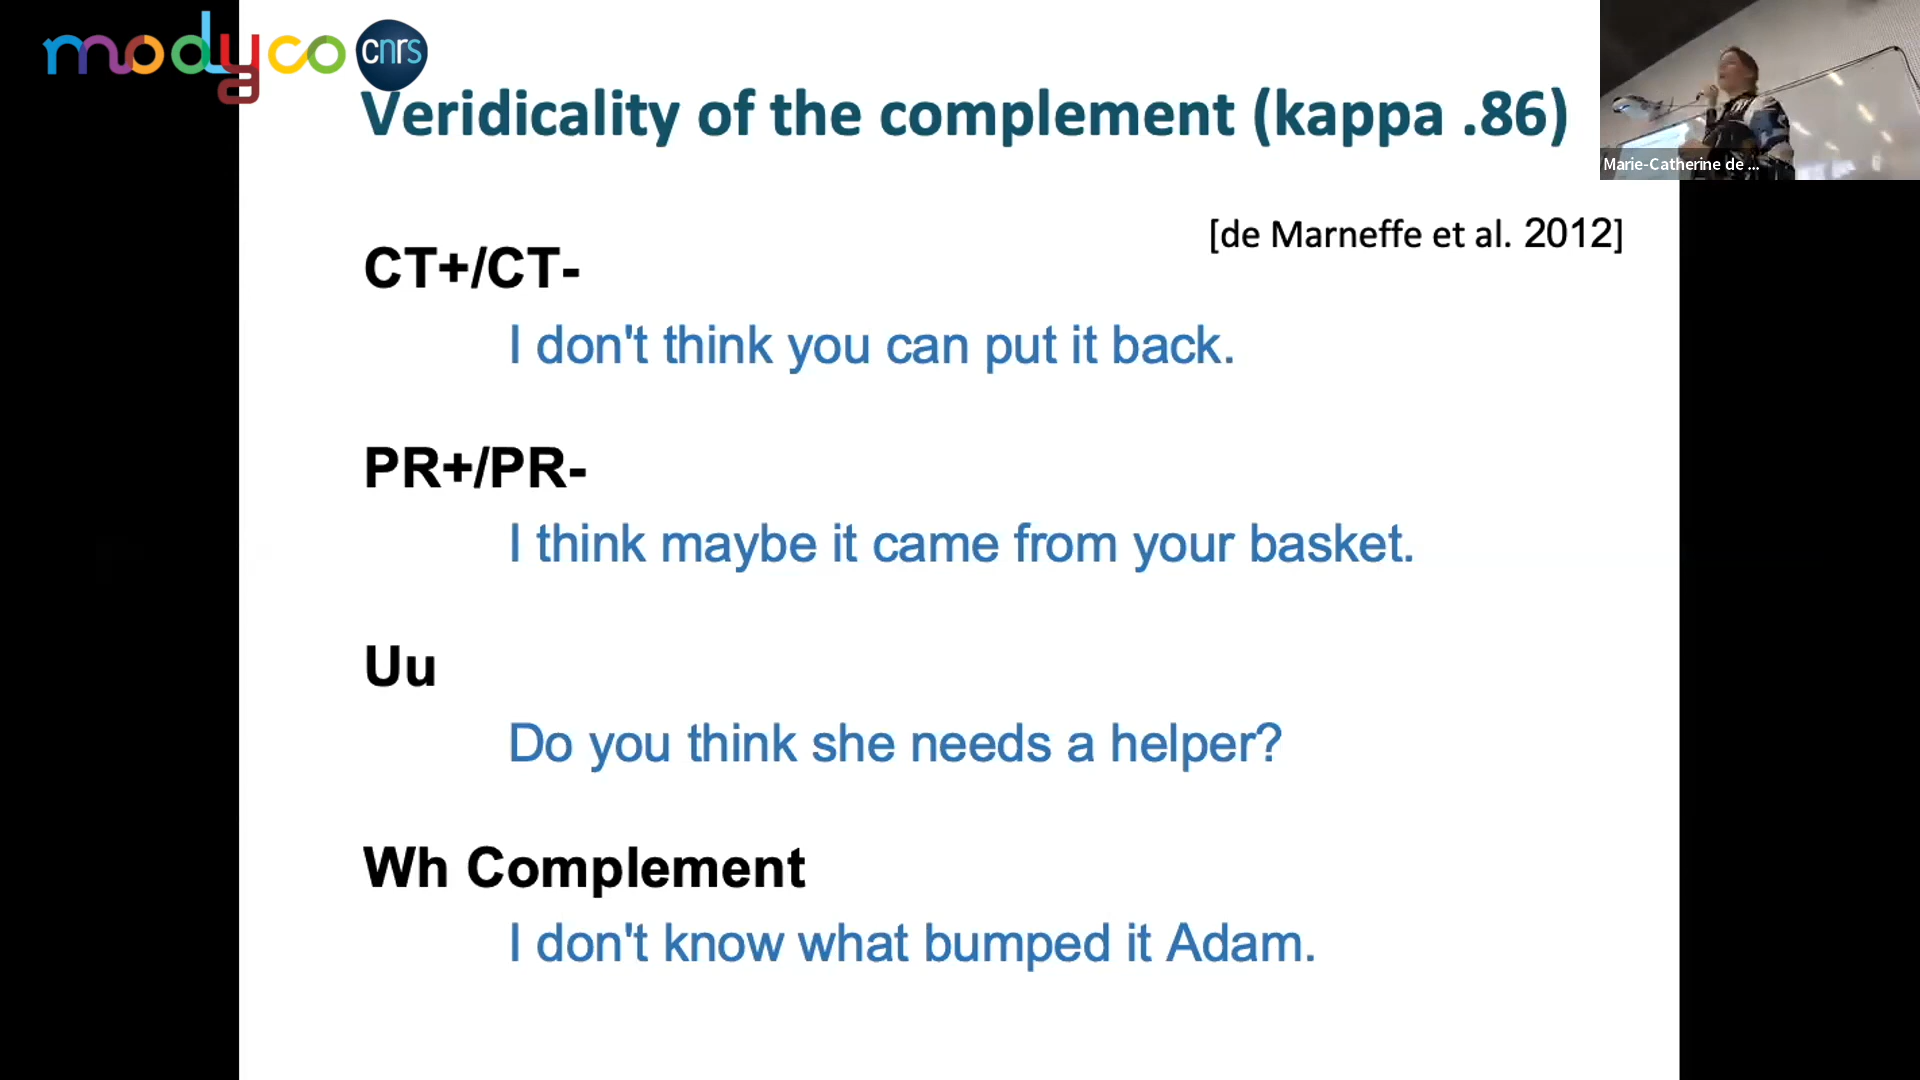 modyco cnrs
Veridicality of the complement (kappa .86)
Marie-Catherine de ...
[de Marneffe et al. 2012]
CT+/CT-
I don't think you can put it back.
PR+/PR-
I think maybe it came from your basket.
Uu
Do you think she needs a helper?
Wh Complement
I don't know what bumped it Adam.